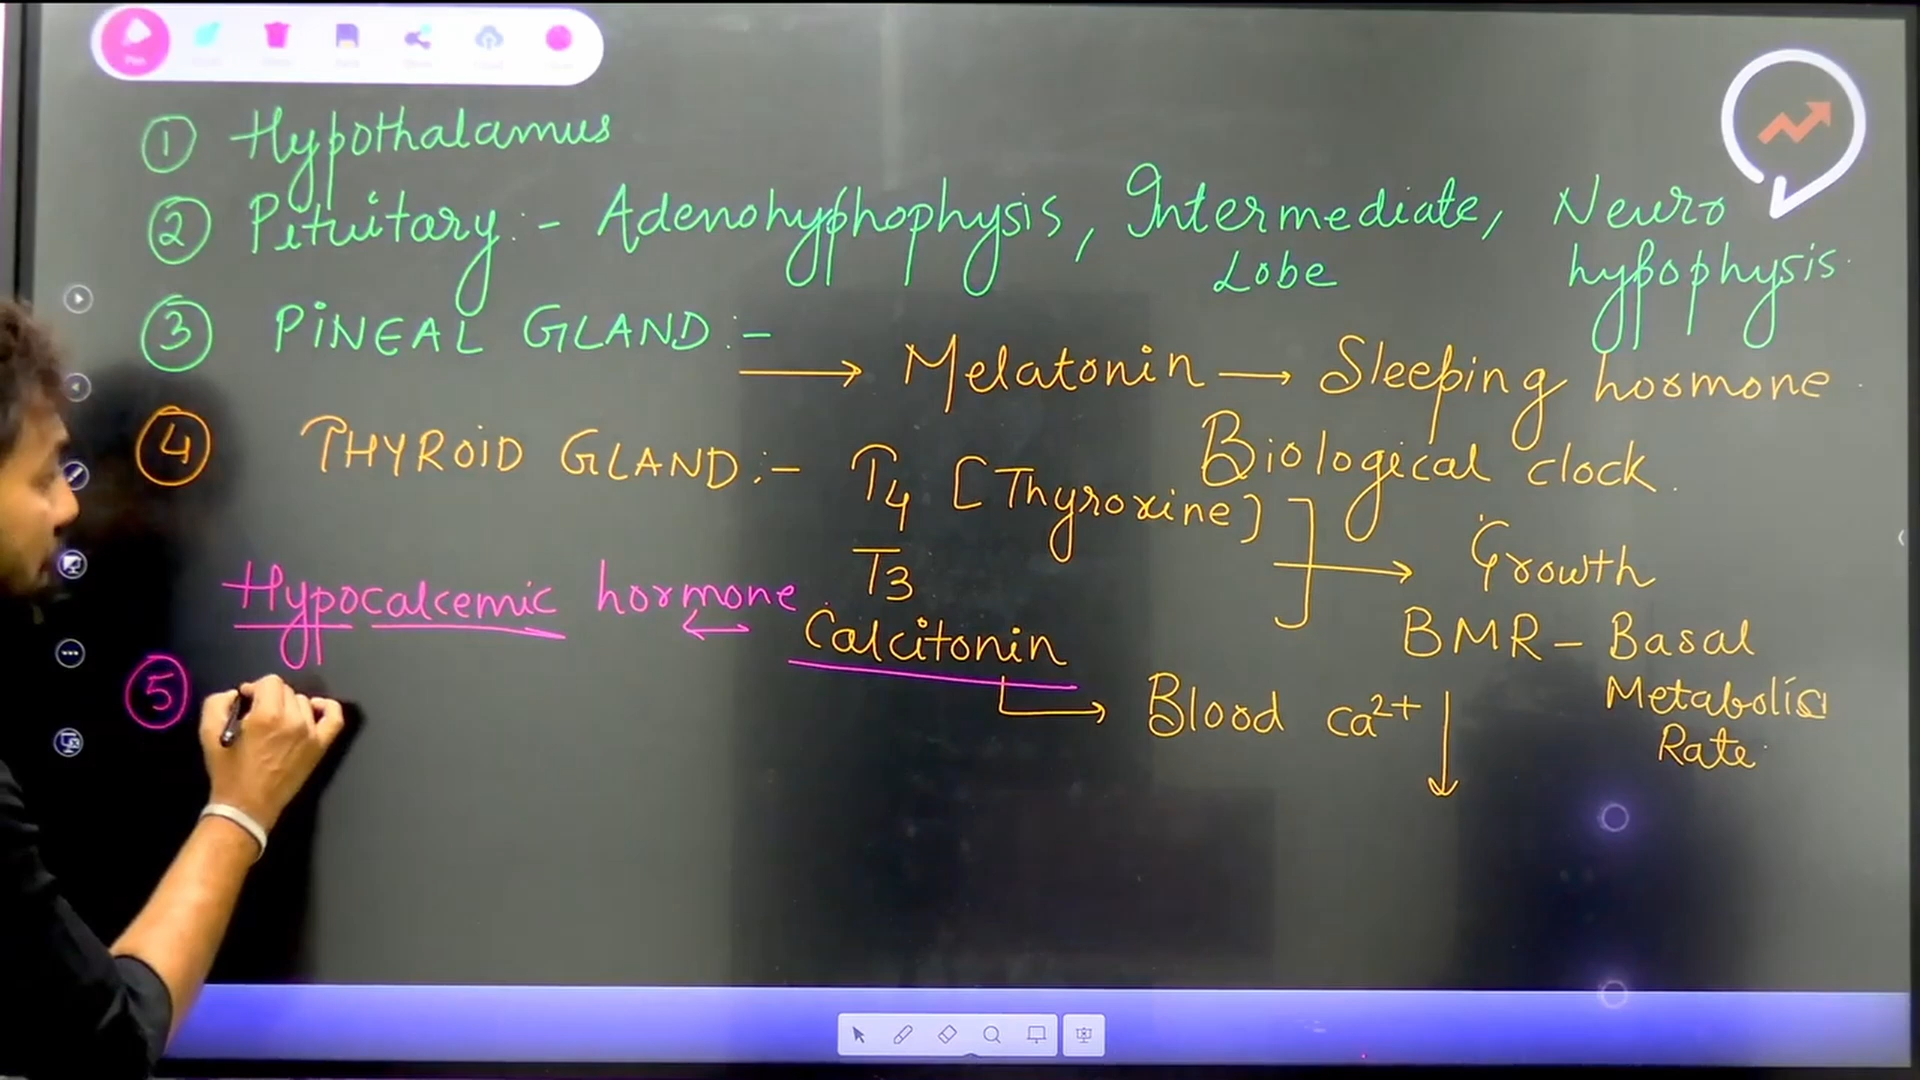 ① Hypothalamus
② Pituitary :- Adenohyphophysis, Intermediate Lobe, Neuro hypophysis
③ PINEAL GLAND :-
→ Melatonin → Sleeping hormone
Biological clock
④ THYROID GLAND :- T4 [Thyroxine]
T3
→ Growth
Hypocalcemic hormone ← Calcitonin
BMR - Basal Metabolic Rate
→ Blood ca²⁺ ↓
⑤